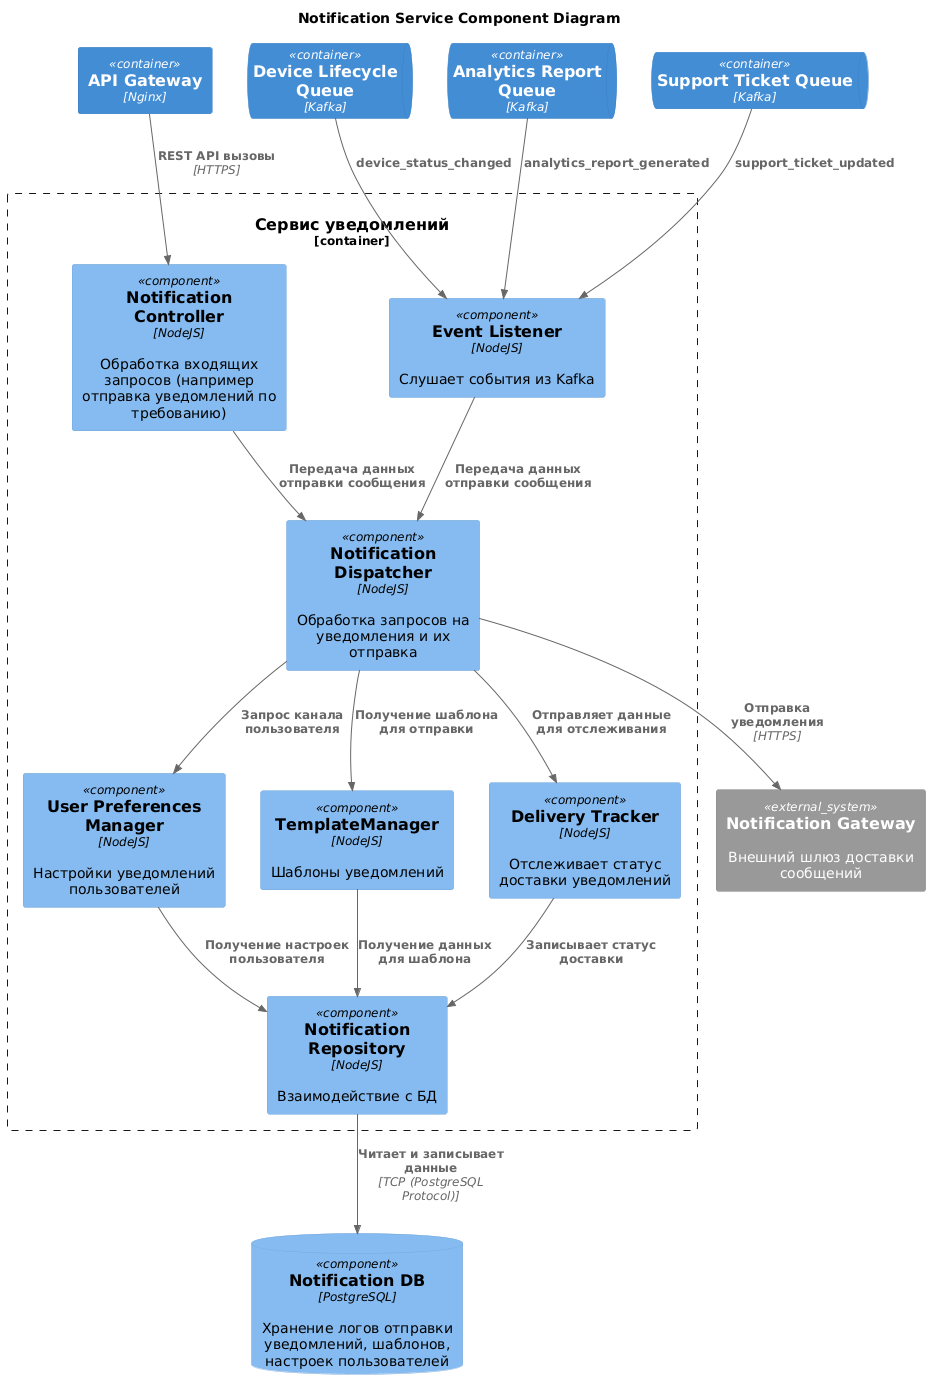 Notification Service Component Diagram
«container»
API Gateway
[Nginx]
«container»
Device Lifecycle
Queue
[Kafka]
«container»
Analytics Report
Queue
[Kafka]
«container»
Support Ticket Queue
[Kafka]
REST API вызовы
[HTTPS]
device_status_changed
analytics_report_generated
support_ticket_updated
Сервис уведомлений
[container]
«component»
Notification
Controller
[NodeJS]
Обработка входящих
запросов (например
отправка уведомлений по
требованию)
«component»
Event Listener
[NodeJS]
Слушает события из Kafka
Передача данных
отправки сообщения
Передача данных
отправки сообщения
«component»
Notification
Dispatcher
[NodeJS]
Обработка запросов на
уведомления и их
отправка
Запрос канала
пользователя
Получение шаблона
для отправки
Отправляет данные
для отслеживания
Отправка
уведомления
[HTTPS]
«component»
User Preferences
Manager
[NodeJS]
Настройки уведомлений
пользователей
«component»
TemplateManager
[NodeJS]
Шаблоны уведомлений
«component»
Delivery Tracker
[NodeJS]
Отслеживает статус
доставки уведомлений
«external_system»
Notification Gateway
Внешний шлюз доставки
сообщений
Получение настроек
пользователя
Получение данных
для шаблона
Записывает статус
доставки
«component»
Notification
Repository
[NodeJS]
Взаимодействие с БД
Читает и записывает
данные
[TCP (PostgreSQL
Protocol)]
«component»
Notification DB
[PostgreSQL]
Хранение логов отправки
уведомлений, шаблонов,
настроек пользователей